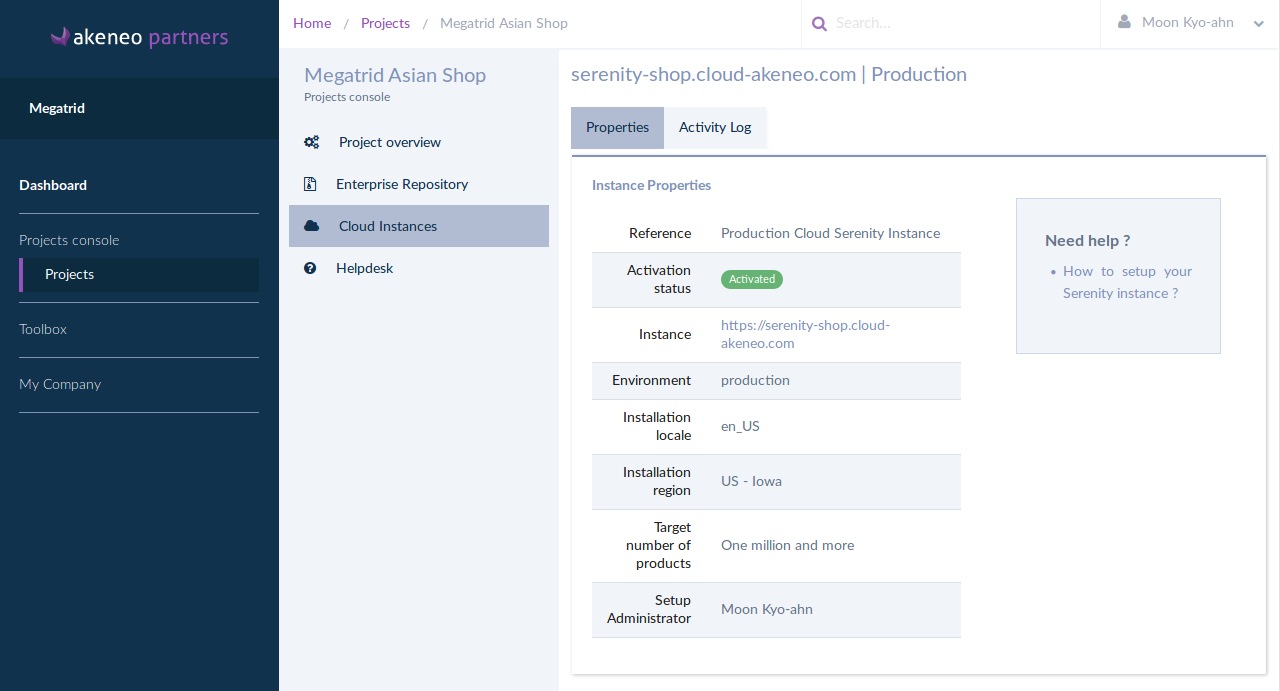 akeneo partners
Megatrid
Dashboard
Projects console
Projects
Toolbox
My Company
Home / Projects / Megatrid Asian Shop
Search...
Moon Kyo-ahn
Megatrid Asian Shop
Projects console
Project overview
Enterprise Repository
Cloud Instances
Helpdesk
serenity-shop.cloud-akeneo.com | Production
Properties
Activity Log
Instance Properties
Reference
Production Cloud Serenity Instance
Activation
status
Activated
Instance
https://serenity-shop.cloud-
akeneo.com
Environment
production
Installation
locale
en_US
Installation
region
US - Iowa
Target
number of
products
One million and more
Setup
Administrator
Moon Kyo-ahn
Need help ?
• How to setup your
Serenity instance ?